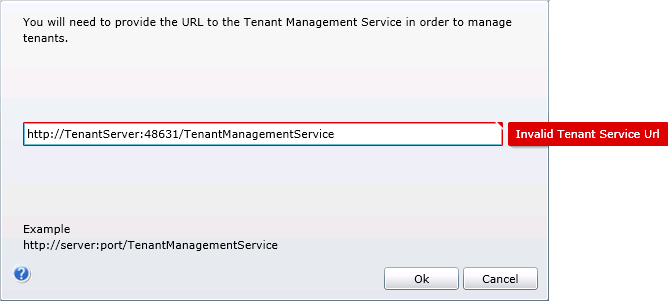 You will need to provide the URL to the Tenant Management Service in order to manage
tenants.
http://TenantServer:48631/TenantManagementService
Invalid Tenant Service Url
Example
http://server:port/TenantManagementService
?
Ok
Cancel